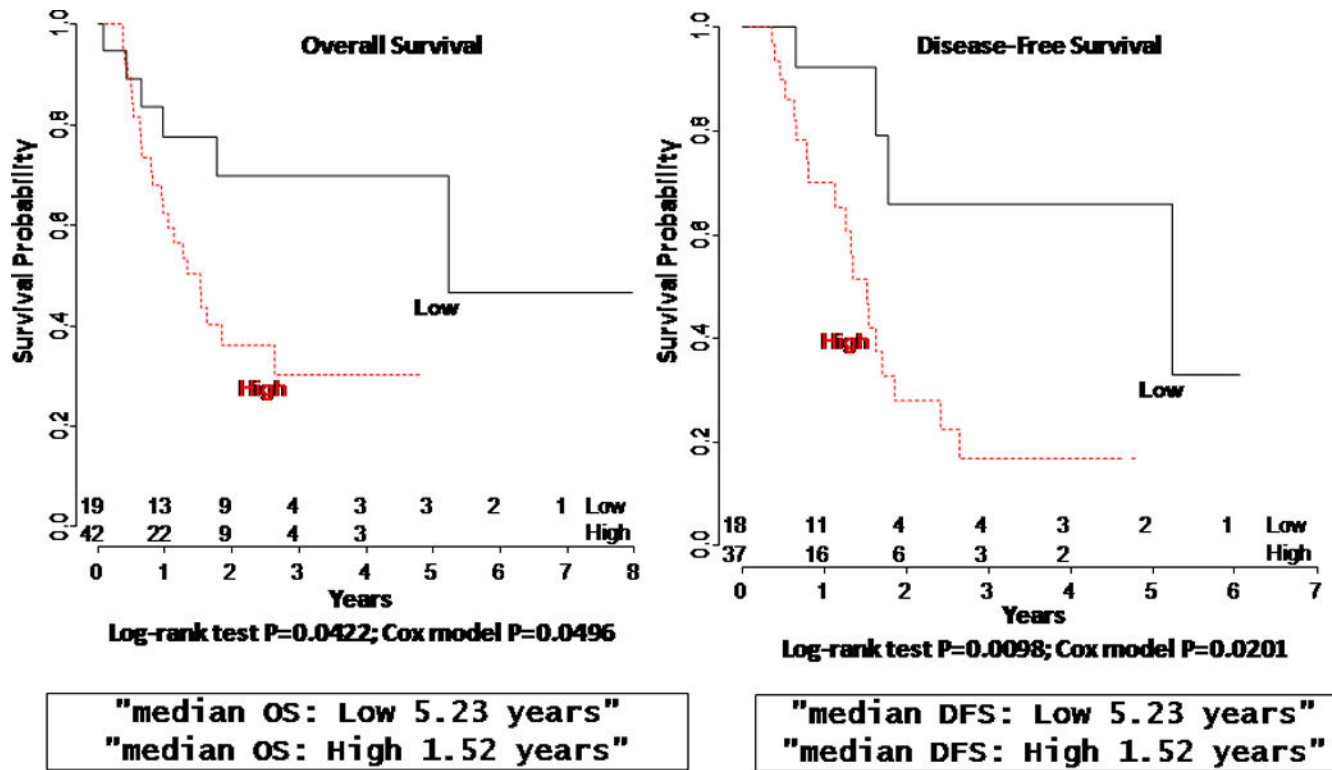 Overall Survival
Survival Probability
1.0
0.8
0.6
0.4
0.2
0.0
Low
High
19 13 9 4 3 3 2 1 Low
42 22 9 4 3 High
0 1 2 3 4 5 6 7 8
Years
Log-rank test P=0.0422; Cox model P=0.0496
"median OS: Low 5.23 years"
"median OS: High 1.52 years"
Disease-Free Survival
Survival Probability
1.0
0.8
0.6
0.4
0.2
0.0
High
Low
18 11 4 4 3 2 1 Low
37 16 6 3 2 High
0 1 2 3 4 5 6 7
Years
Log-rank test P=0.0098; Cox model P=0.0201
"median DFS: Low 5.23 years"
"median DFS: High 1.52 years"